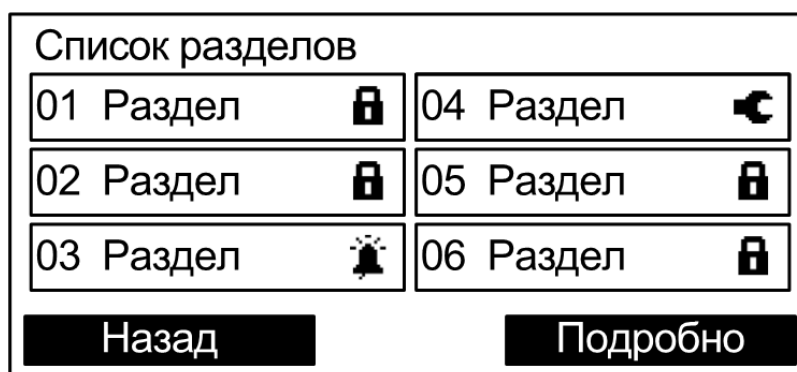 Список разделов
01 Раздел
04 Раздел
02 Раздел
05 Раздел
03 Раздел
06 Раздел
Назад
Подробно